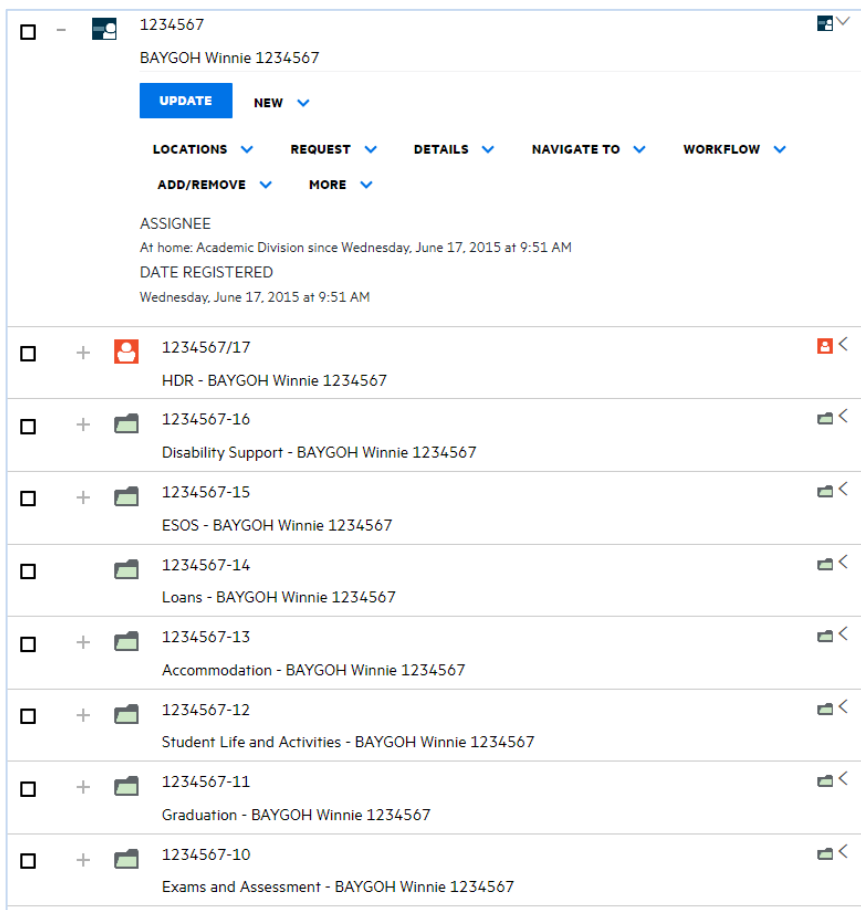 1234567
BAYGOH Winnie 1234567
UPDATE NEW
LOCATIONS REQUEST DETAILS NAVIGATE TO WORKFLOW
ADD/REMOVE MORE
ASSIGNEE
At home: Academic Division since Wednesday, June 17, 2015 at 9:51 AM
DATE REGISTERED
Wednesday, June 17, 2015 at 9:51 AM
1234567/17
HDR - BAYGOH Winnie 1234567
1234567-16
Disability Support - BAYGOH Winnie 1234567
1234567-15
ESOS - BAYGOH Winnie 1234567
1234567-14
Loans - BAYGOH Winnie 1234567
1234567-13
Accommodation - BAYGOH Winnie 1234567
1234567-12
Student Life and Activities - BAYGOH Winnie 1234567
1234567-11
Graduation - BAYGOH Winnie 1234567
1234567-10
Exams and Assessment - BAYGOH Winnie 1234567